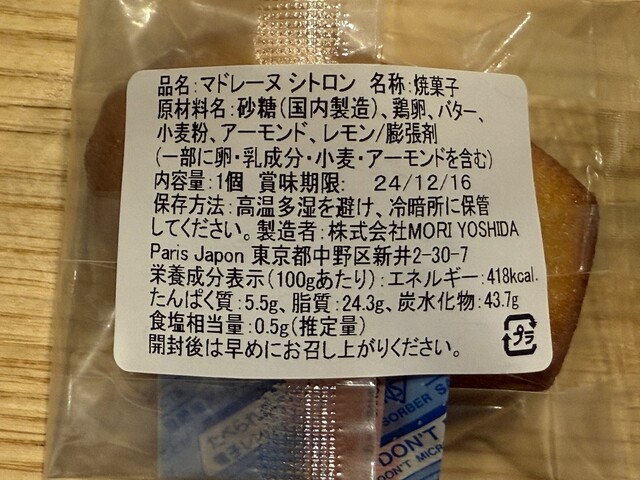 品名:マドレーヌ シトロン 名称:焼菓子
原材料名:砂糖(国内製造)、鶏卵、バター、
小麦粉、アーモンド、レモン/膨張剤
(一部に卵・乳成分・小麦・アーモンドを含む)
内容量:1個 賞味期限: 24/12/16
保存方法:高温多湿を避け、冷暗所に保管
してください。製造者:株式会社MORI YOSHIDA
Paris Japon 東京都中野区新井2-30-7
栄養成分表示(100gあたり):エネルギー:418kcal.
たんぱく質:5.5g、脂質:24.3g、炭水化物:43.7g
食塩相当量:0.5g(推定量)
開封後は早めにお召し上がりください。
プラ
DON'T
DON'T MICR